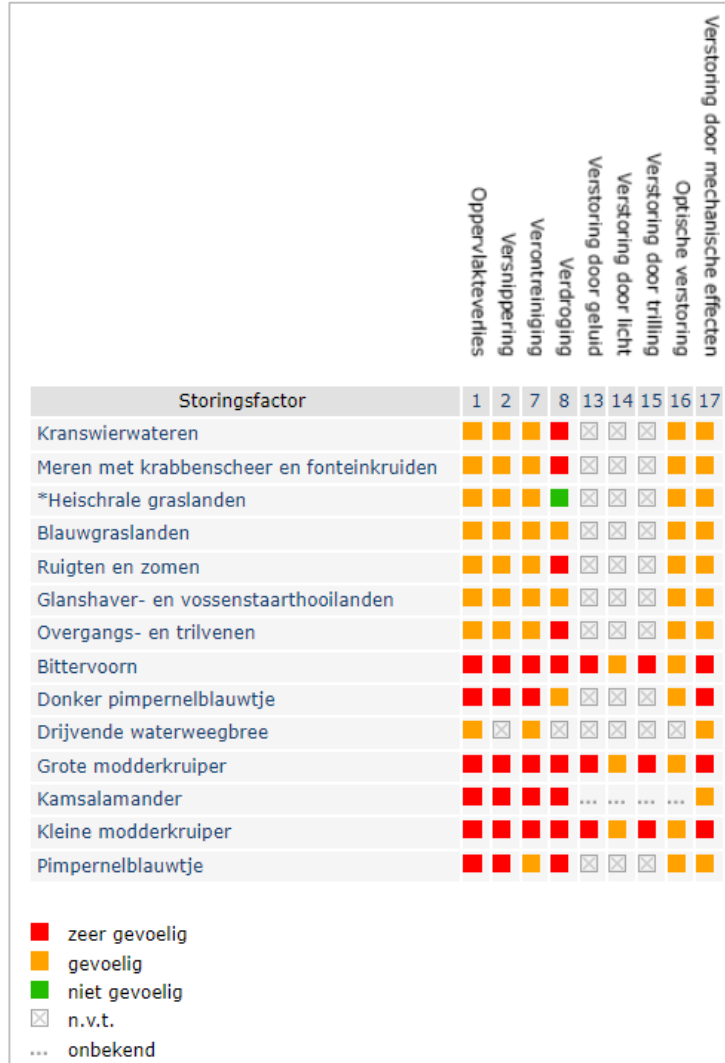 Oppervlakteverlies
Versnippering
Verontreiniging
Verdroging
Verstoring door geluid
Verstoring door licht
Verstoring door trilling
Optische verstoring
Verstoring door mechanische effecten
Storingsfactor 1 2 7 8 13 14 15 16 17
Kranswierwateren
Meren met krabbenscheer en fonteinkruiden
*Heischrale graslanden
Blauwgraslanden
Ruigten en zomen
Glanshaver- en vossenstaarthooilanden
Overgangs- en trilvenen
Bittervoorn
Donker pimpernelblauwtje
Drijvende waterweegbree
Grote modderkruiper
Kamsalamander ... ... ... ...
Kleine modderkruiper
Pimpernelblauwtje
zeer gevoelig
gevoelig
niet gevoelig
n.v.t.
... onbekend